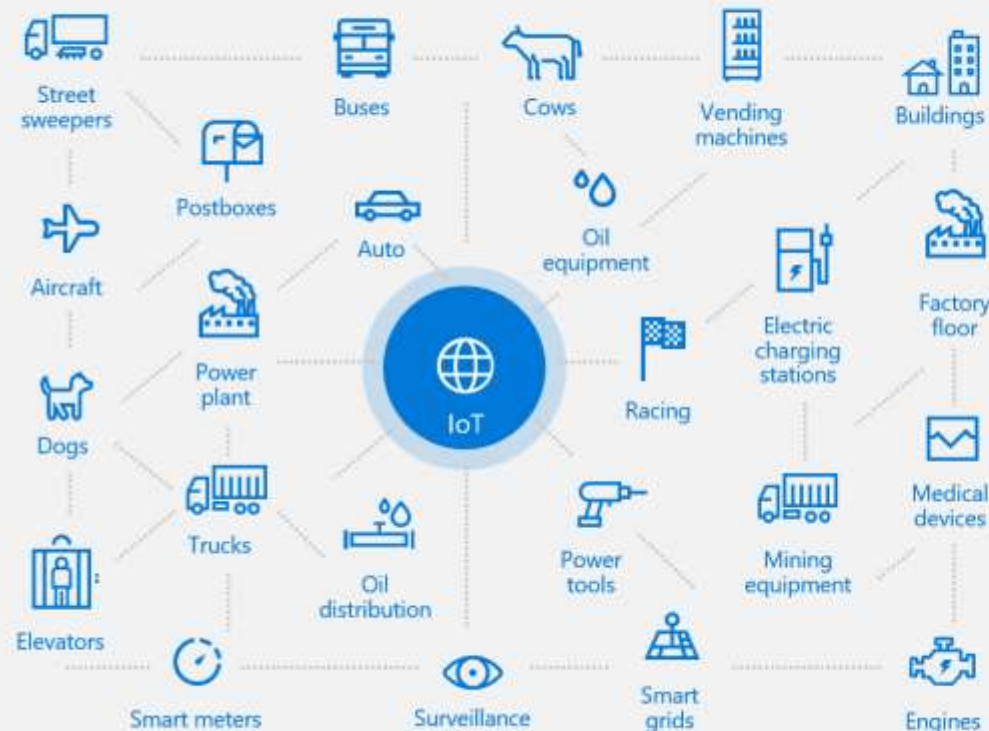 Street
sweepers
Buses
Cows
Vending
machines
Buildings
Postboxes
Auto
Oil
equipment
Aircraft
Electric
charging
stations
Factory
floor
Power
plant
IoT
Racing
Dogs
Trucks
Oil
distribution
Power
tools
Mining
equipment
Medical
devices
Elevators
Smart meters
Surveillance
Smart
grids
Engines